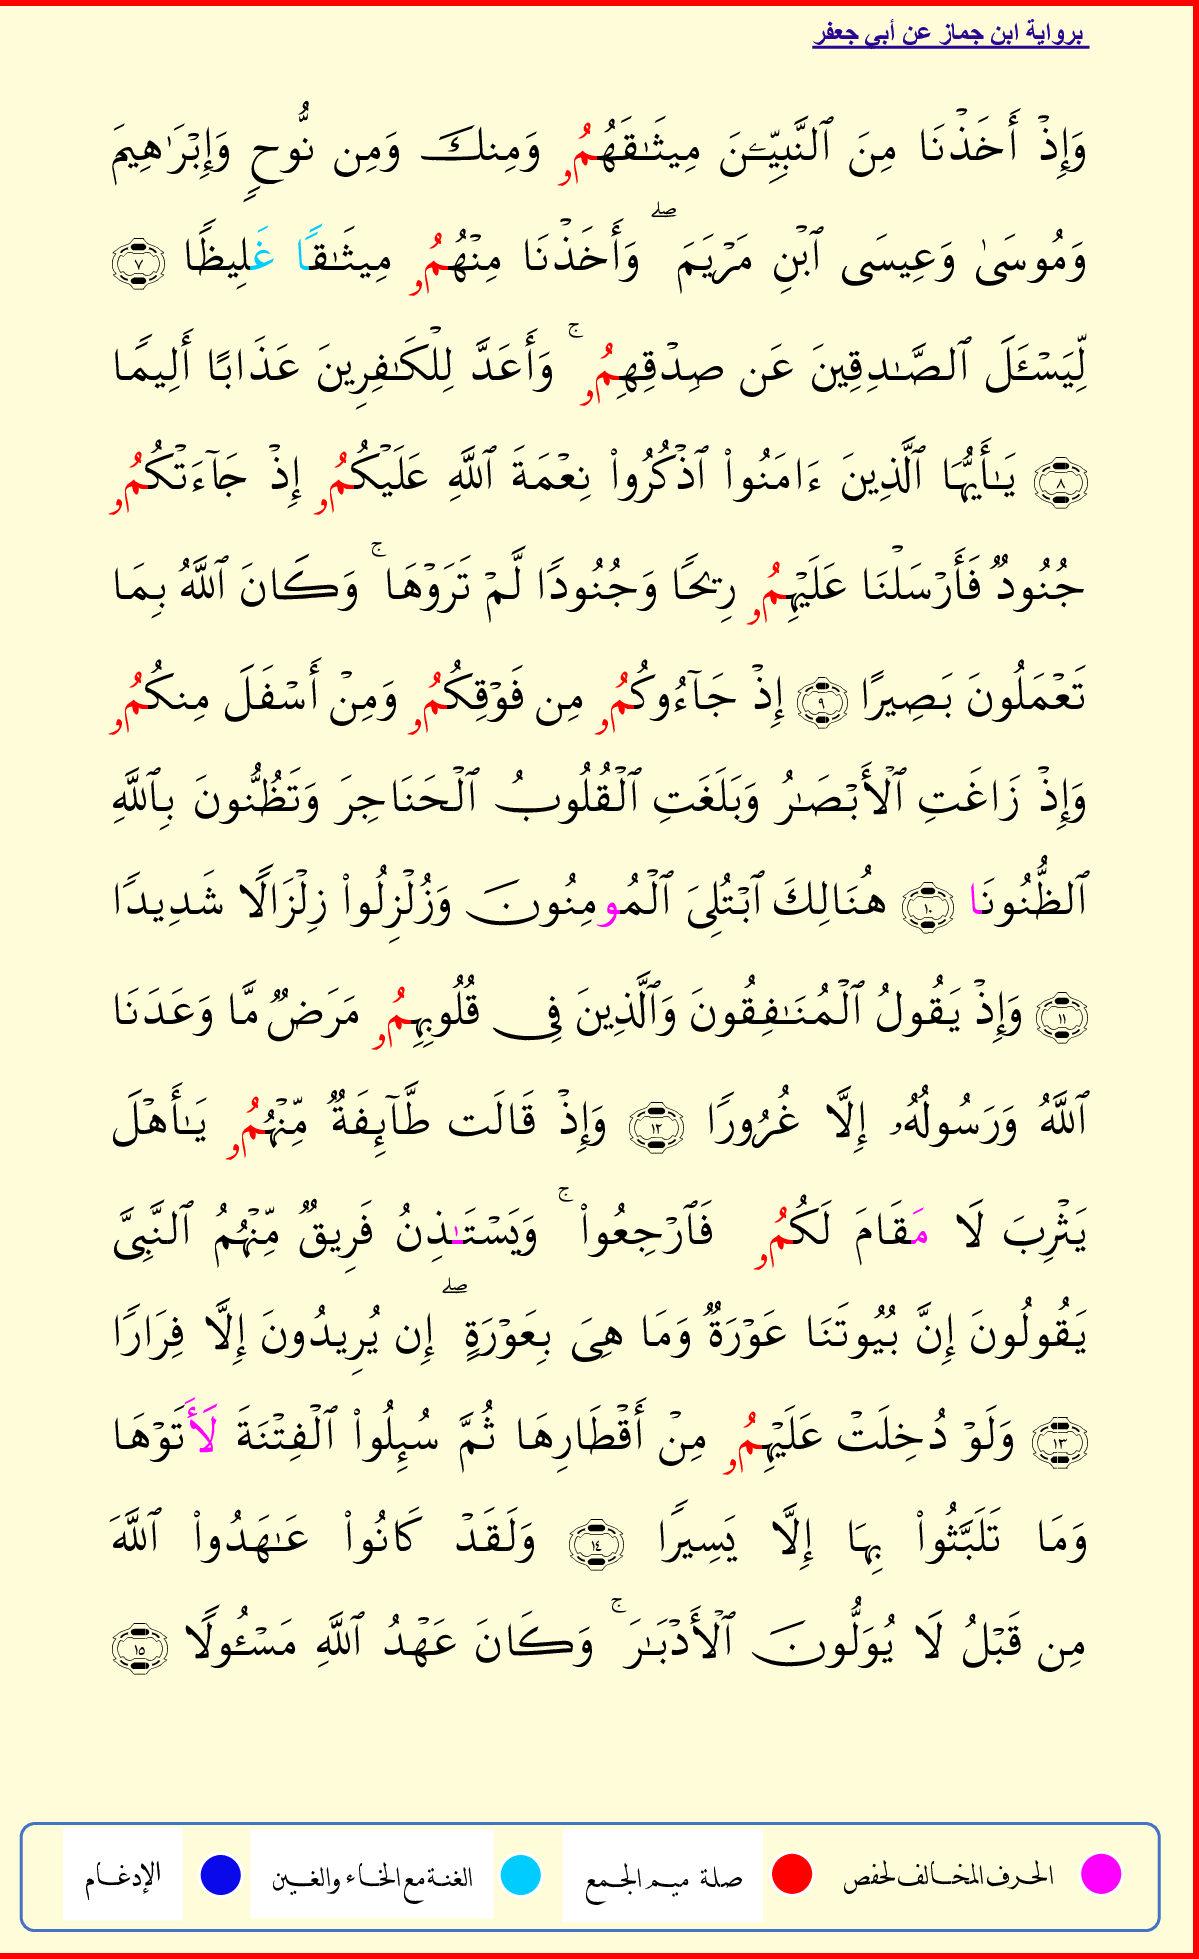 برواية ابن جماز عن أبي جعفر
وَإِذْ أَخَذْنَا مِنَ ٱلنَّبِيِّـۧنَ مِيثَـٰقَهُمُۥ وَمِنكَ وَمِن نُّوحٍ وَإِبْرَٰهِيمَ
وَمُوسَىٰ وَعِيسَى ٱبْنِ مَرْيَمَ ۖ وَأَخَذْنَا مِنْهُمُۥ مِيثَـٰقًا غَلِيظًا ٧
لِّيَسْـَٔلَ ٱلصَّـٰدِقِينَ عَن صِدْقِهِمُۥ ۚ وَأَعَدَّ لِلْكَـٰفِرِينَ عَذَابًا أَلِيمًا
٨ يَـٰٓأَيُّهَا ٱلَّذِينَ ءَامَنُوا۟ ٱذْكُرُوا۟ نِعْمَةَ ٱللَّهِ عَلَيْكُمُۥ إِذْ جَآءَتْكُمُۥ
جُنُودٌ فَأَرْسَلْنَا عَلَيْهِمُۥ رِيحًا وَجُنُودًا لَّمْ تَرَوْهَا ۚ وَكَانَ ٱللَّهُ بِمَا
تَعْمَلُونَ بَصِيرًا ٩ إِذْ جَآءُوكُمُۥ مِن فَوْقِكُمُۥ وَمِنْ أَسْفَلَ مِنكُمُۥ
وَإِذْ زَاغَتِ ٱلْأَبْصَـٰرُ وَبَلَغَتِ ٱلْقُلُوبُ ٱلْحَنَاجِرَ وَتَظُنُّونَ بِٱللَّهِ
ٱلظُّنُونَا ١٠ هُنَالِكَ ٱبْتُلِىَ ٱلْمُومِنُونَ وَزُلْزِلُوا۟ زِلْزَالًا شَدِيدًا
١١ وَإِذْ يَقُولُ ٱلْمُنَـٰفِقُونَ وَٱلَّذِينَ فِى قُلُوبِهِمُۥ مَرَضٌ مَّا وَعَدَنَا
ٱللَّهُ وَرَسُولُهُۥ إِلَّا غُرُورًا ١٣ وَإِذْ قَالَت طَّآئِفَةٌ مِّنْهُمُۥ يَـٰٓأَهْلَ
يَثْرِبَ لَا مَقَامَ لَكُمُۥ فَٱرْجِعُوا۟ ۚ وَيَسْتَـٰذِنُ فَرِيقٌ مِّنْهُمُ ٱلنَّبِىَّ
يَقُولُونَ إِنَّ بُيُوتَنَا عَوْرَةٌ وَمَا هِىَ بِعَوْرَةٍ ۖ إِن يُرِيدُونَ إِلَّا فِرَارًا
١٣ وَلَوْ دُخِلَتْ عَلَيْهِمُۥ مِنْ أَقْطَارِهَا ثُمَّ سُئِلُوا۟ ٱلْفِتْنَةَ لَأَتَوْهَا
وَمَا تَلَبَّثُوا۟ بِهَا إِلَّا يَسِيرًا ١٤ وَلَقَدْ كَانُوا۟ عَـٰهَدُوا۟ ٱللَّهَ
مِن قَبْلُ لَا يُوَلُّونَ ٱلْأَدْبَـٰرَ ۚ وَكَانَ عَهْدُ ٱللَّهِ مَسْـُٔولًا ١٥
الحرف المخالف لحفص صلة ميم الجمع الغنة مع الخاء والغين الإدغام